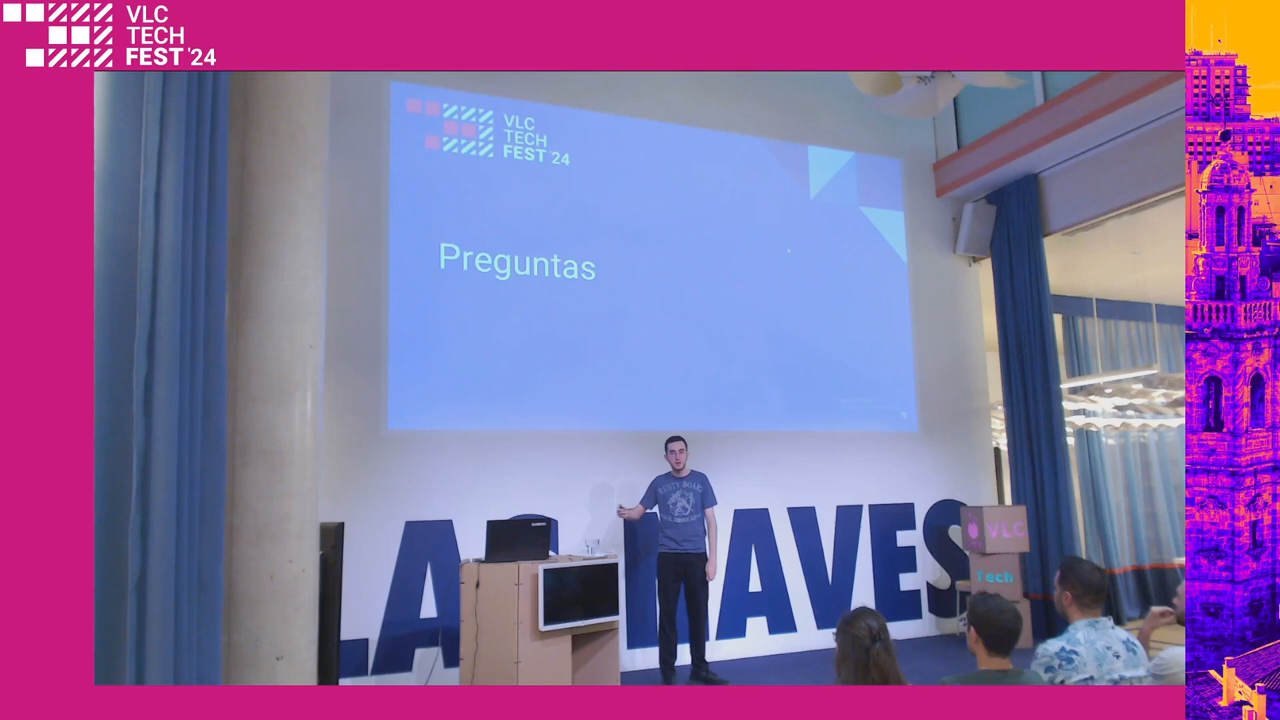 VLC
TECH
FEST '24
VLC
TECH
FEST '24
Preguntas
LAS NAVES
VLC
Tech